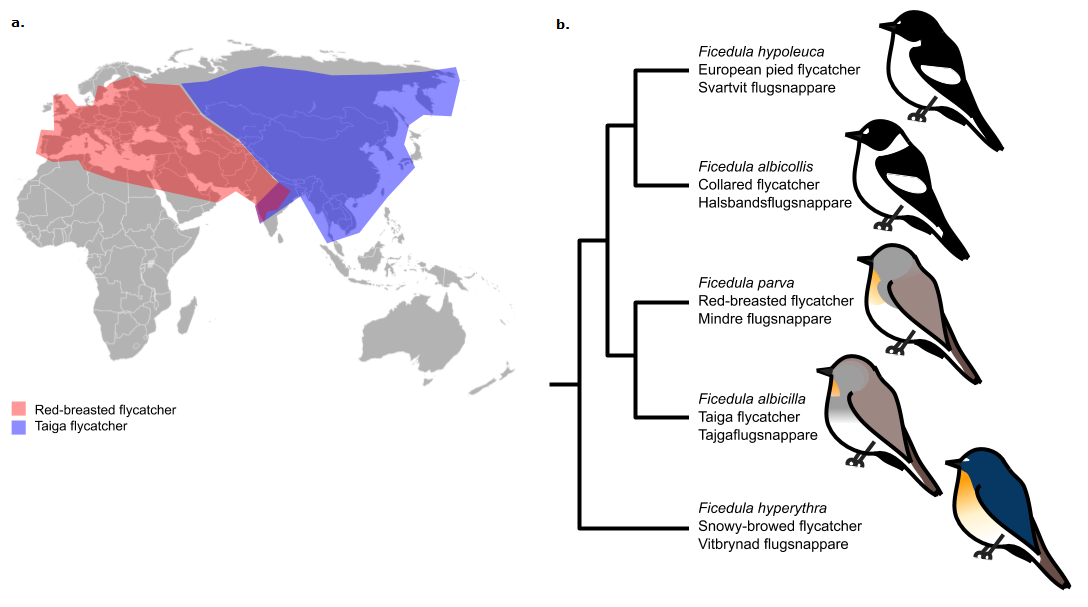 a.
Red-breasted flycatcher
Taiga flycatcher
b.
Ficedula hypoleuca
European pied flycatcher
Svartvit flugsnappare
Ficedula albicollis
Collared flycatcher
Halsbandsflugsnappare
Ficedula parva
Red-breasted flycatcher
Mindre flugsnappare
Ficedula albicilla
Taiga flycatcher
Tajgaflugsnappare
Ficedula hyperythra
Snowy-browed flycatcher
Vitbrynad flugsnappare